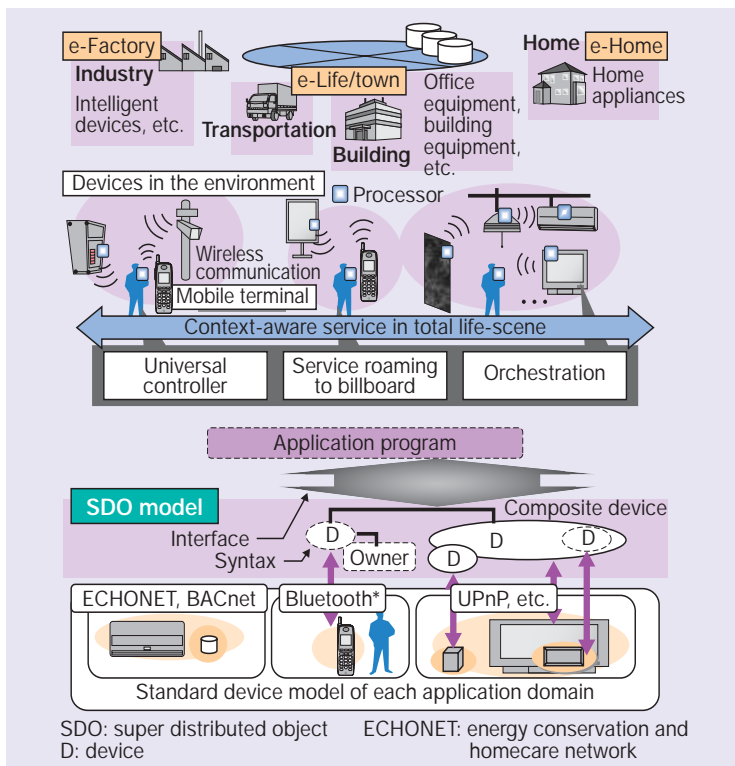 e-Factory
Industry
Intelligent
devices, etc.
e-Life/town
Transportation
Building
Office
equipment,
building
equipment,
etc.
Home e-Home
Home
appliances
Devices in the environment
Processor
Wireless
communication
Mobile terminal
...
Context-aware service in total life-scene
Universal
controller
Service roaming
to billboard
Orchestration
Application program
SDO model
Interface
Syntax
D
Owner
Composite device
D
D
D
ECHONET, BACnet
Bluetooth*
UPnP, etc.
Standard device model of each application domain
SDO: super distributed object
D: device
ECHONET: energy conservation and
homecare network